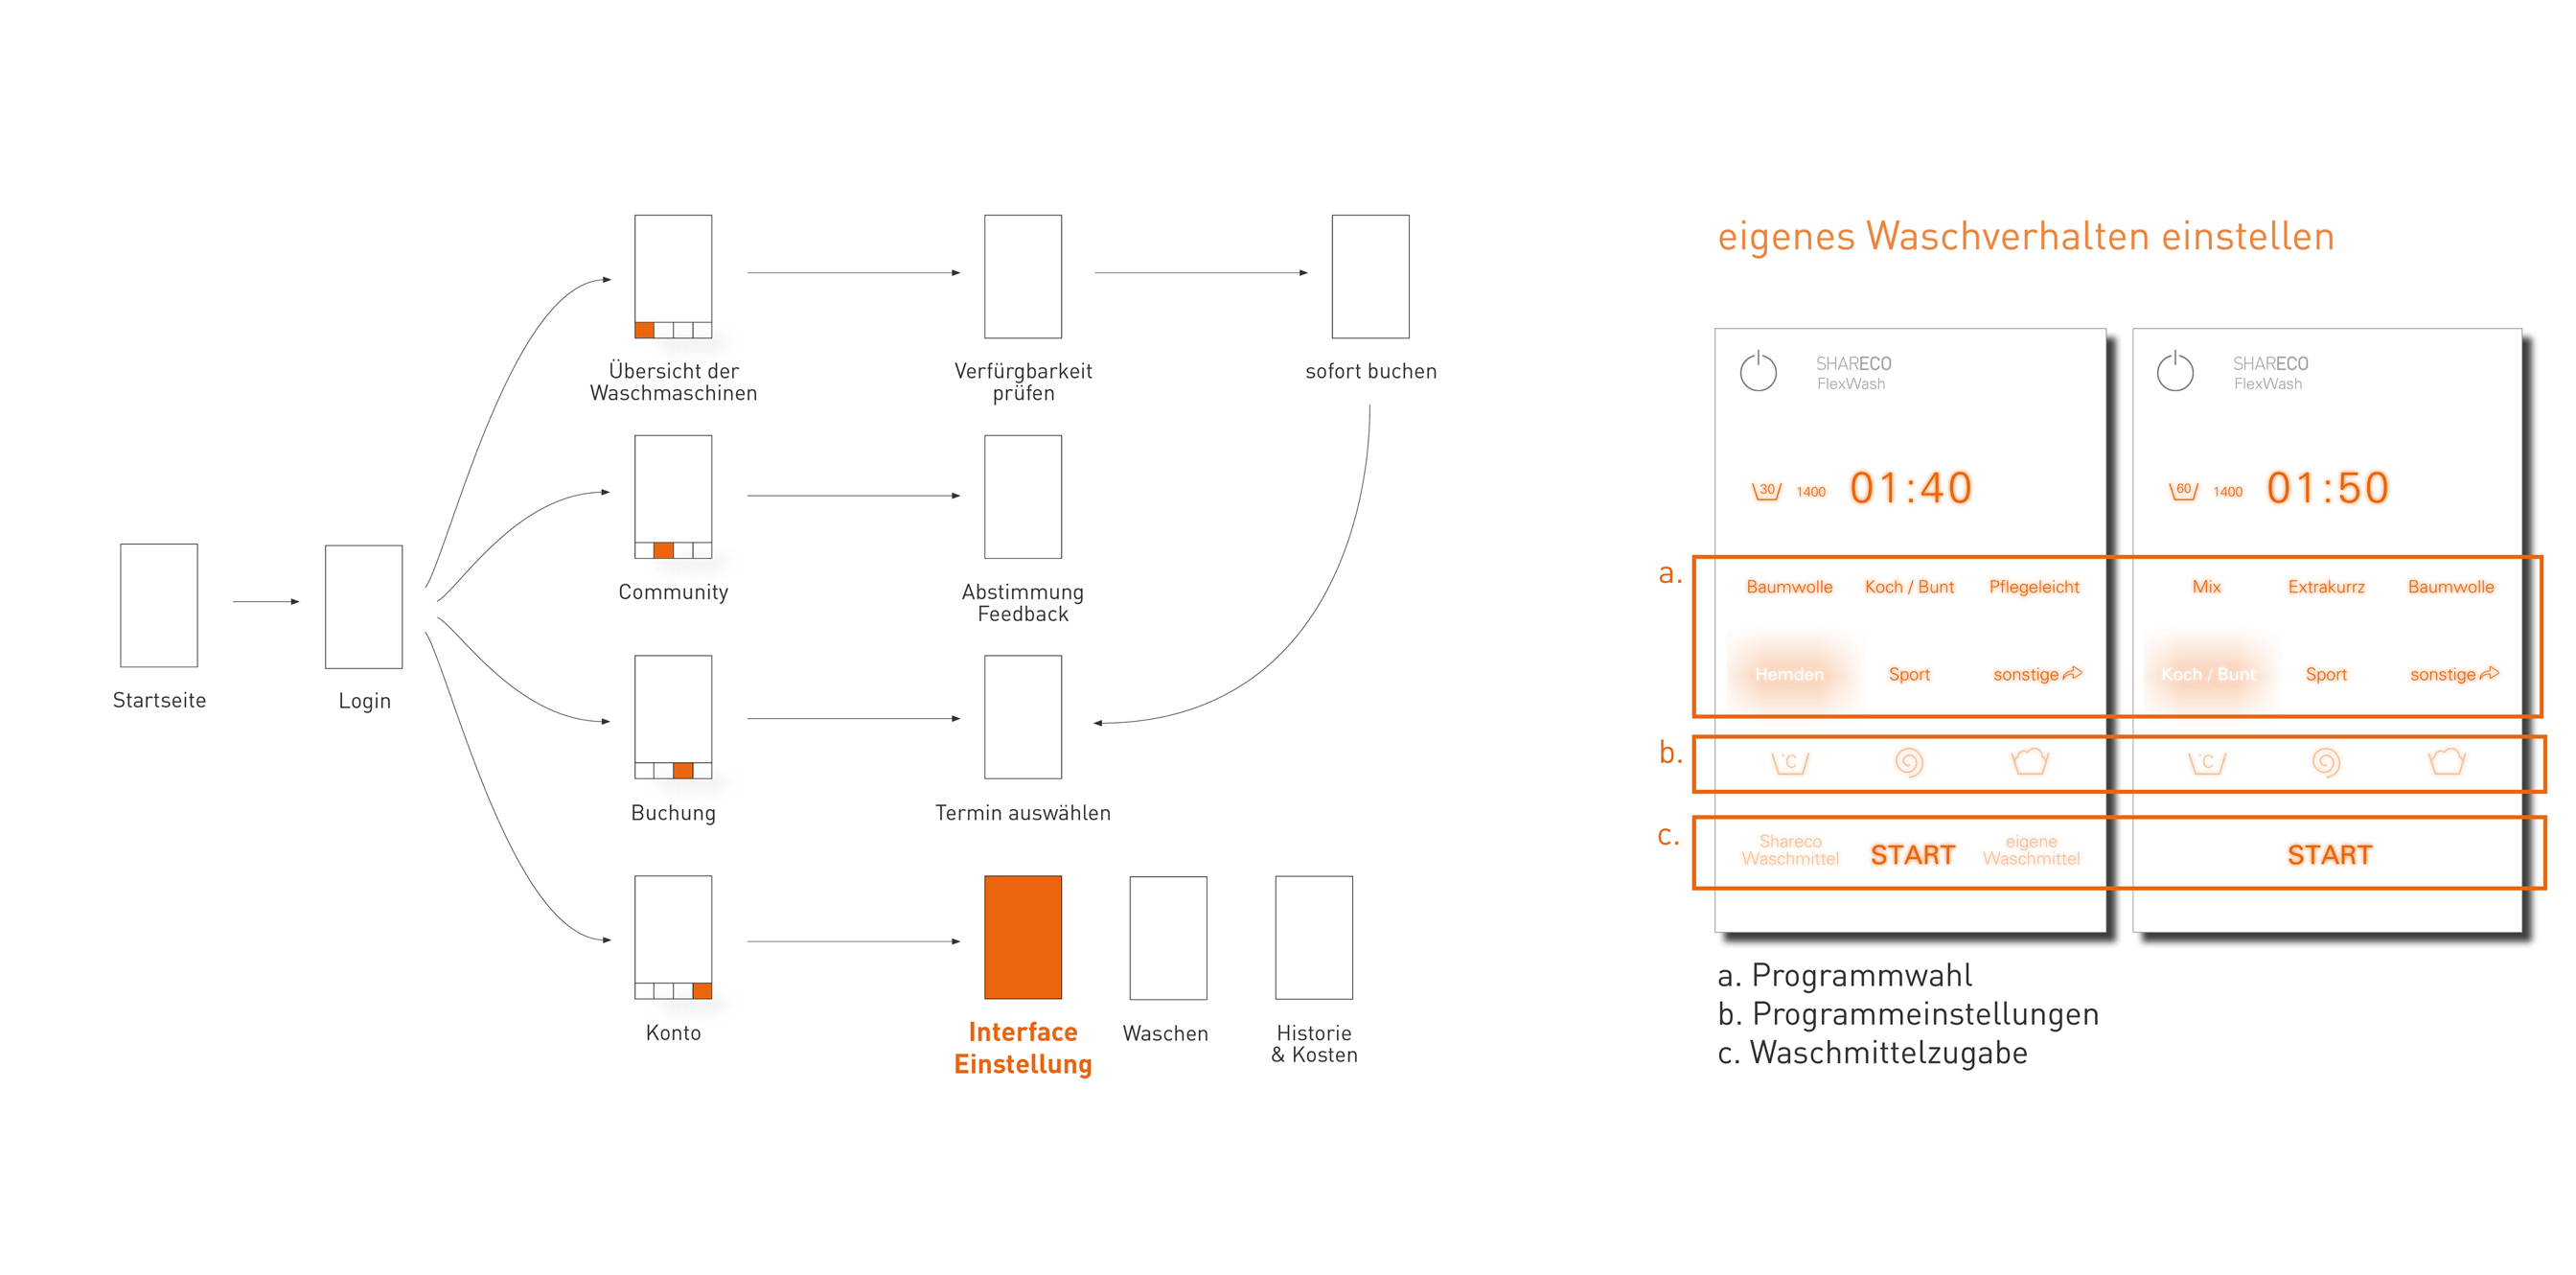 Startseite
Login
Übersicht der
Waschmaschinen
Verfürgbarkeit
prüfen
sofort buchen
Community
Abstimmung
Feedback
Buchung
Termin auswählen
Konto
Interface
Einstellung
Waschen
Historie
& Kosten
eigenes Waschverhalten einstellen
SHARECO
FlexWash
30 1400 01:40
SHARECO
FlexWash
60 1400 01:50
a.
Baumwolle Koch / Bunt Pflegeleicht
Hemden Sport sonstige
Mix Extrakurrz Baumwolle
Koch / Bunt Sport sonstige
b.
°C
°C
c.
Shareco
Waschmittel
START
eigene
Waschmittel
START
a. Programmwahl
b. Programmeinstellungen
c. Waschmittelzugabe